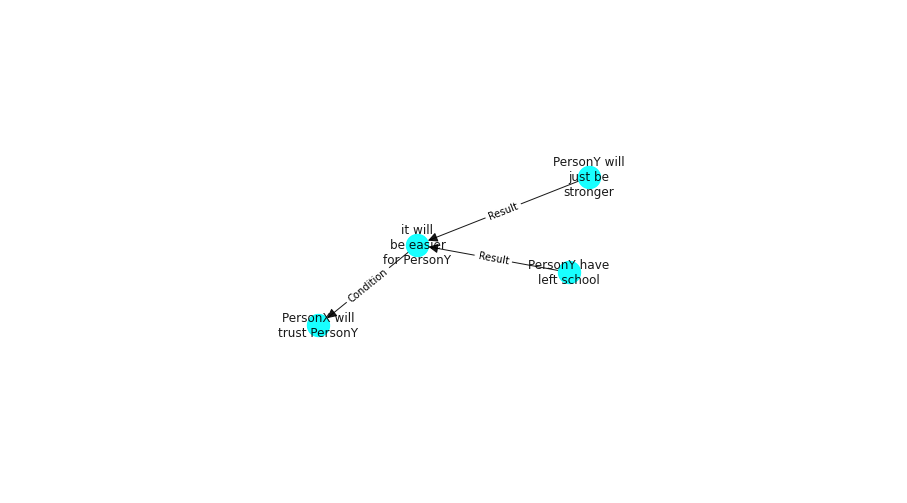 PersonY will
just be
stronger
Result
it will
be easier
for PersonY
Result
PersonY have
left school
Condition
PersonX will
trust PersonY